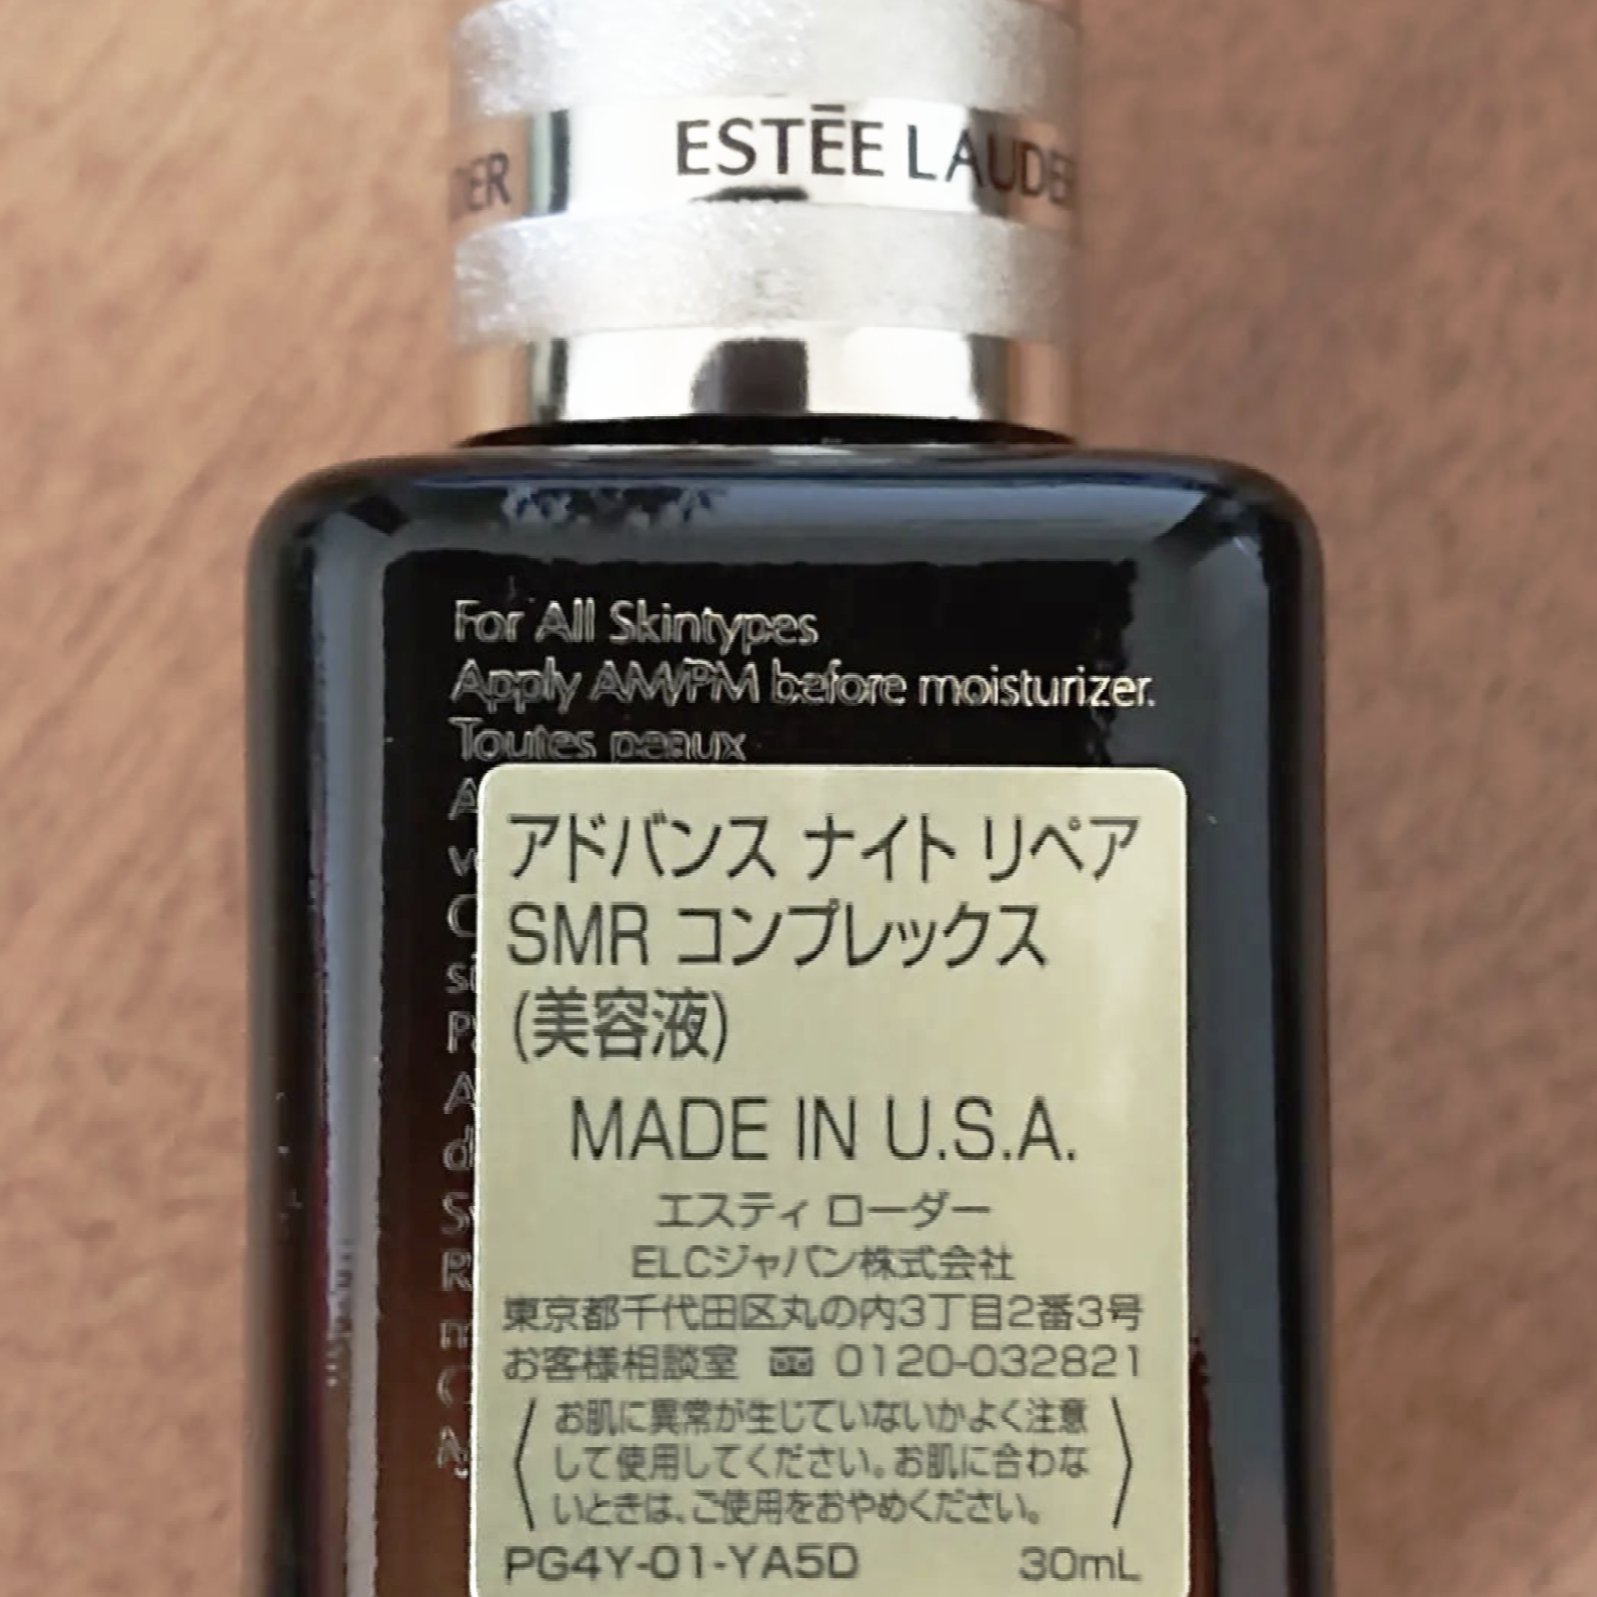 ESTĒE LAUDER
DER
For All Skintypes
Apply AM/PM before moisturizer.
Toutes peaux
アドバンス ナイト リペア
SMR コンプレックス
(美容液)
MADE IN U.S.A.
エスティ ローダー
ELCジャパン株式会社
東京都千代田区丸の内3丁目2番3号
お客様相談室 0120-032821
お肌に異常が生じていないかよく注意
して使用してください。お肌に合わな
いときは、ご使用をおやめください。
PG4Y-01-YA5D 30mL